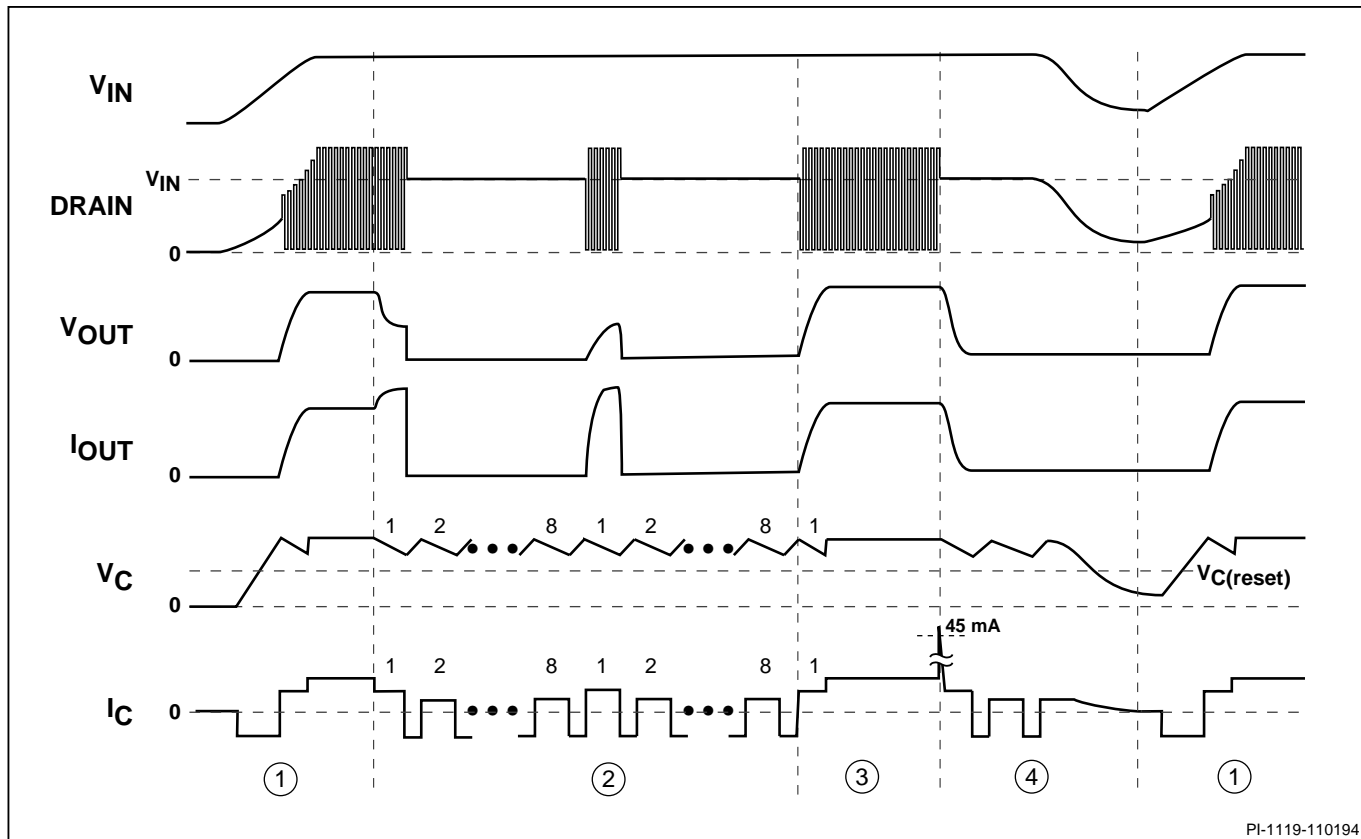 VIN
VIN
DRAIN
0
VOUT
0
IOUT
0
1 2 8 1 2 8 1
VC
VC(reset)
0
45 mA
1 2 8 1 2 8 1
IC
0
1 2 3 4 1
PI-1119-110194